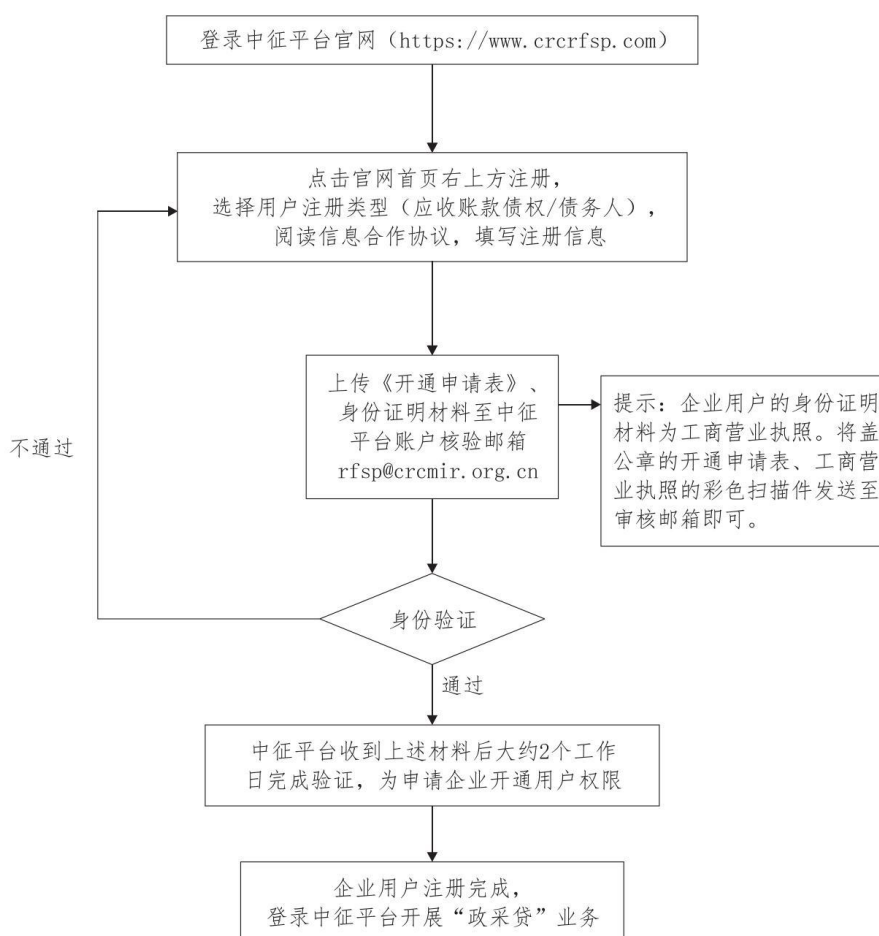 登录中征平台官网（https://www.crcrfsp.com）
点击官网首页右上方注册，
选择用户注册类型（应收账款债权/债务人），
阅读信息合作协议，填写注册信息
上传《开通申请表》、
身份证明材料至中征
平台账户核验邮箱
rfsp@crcmir.org.cn
提示：企业用户的身份证明
材料为工商营业执照。将盖
公章的开通申请表、工商营
业执照的彩色扫描件发送至
审核邮箱即可。
不通过
身份验证
通过
中征平台收到上述材料后大约2个工作
日完成验证，为申请企业开通用户权限
企业用户注册完成，
登录中征平台开展“政采贷”业务